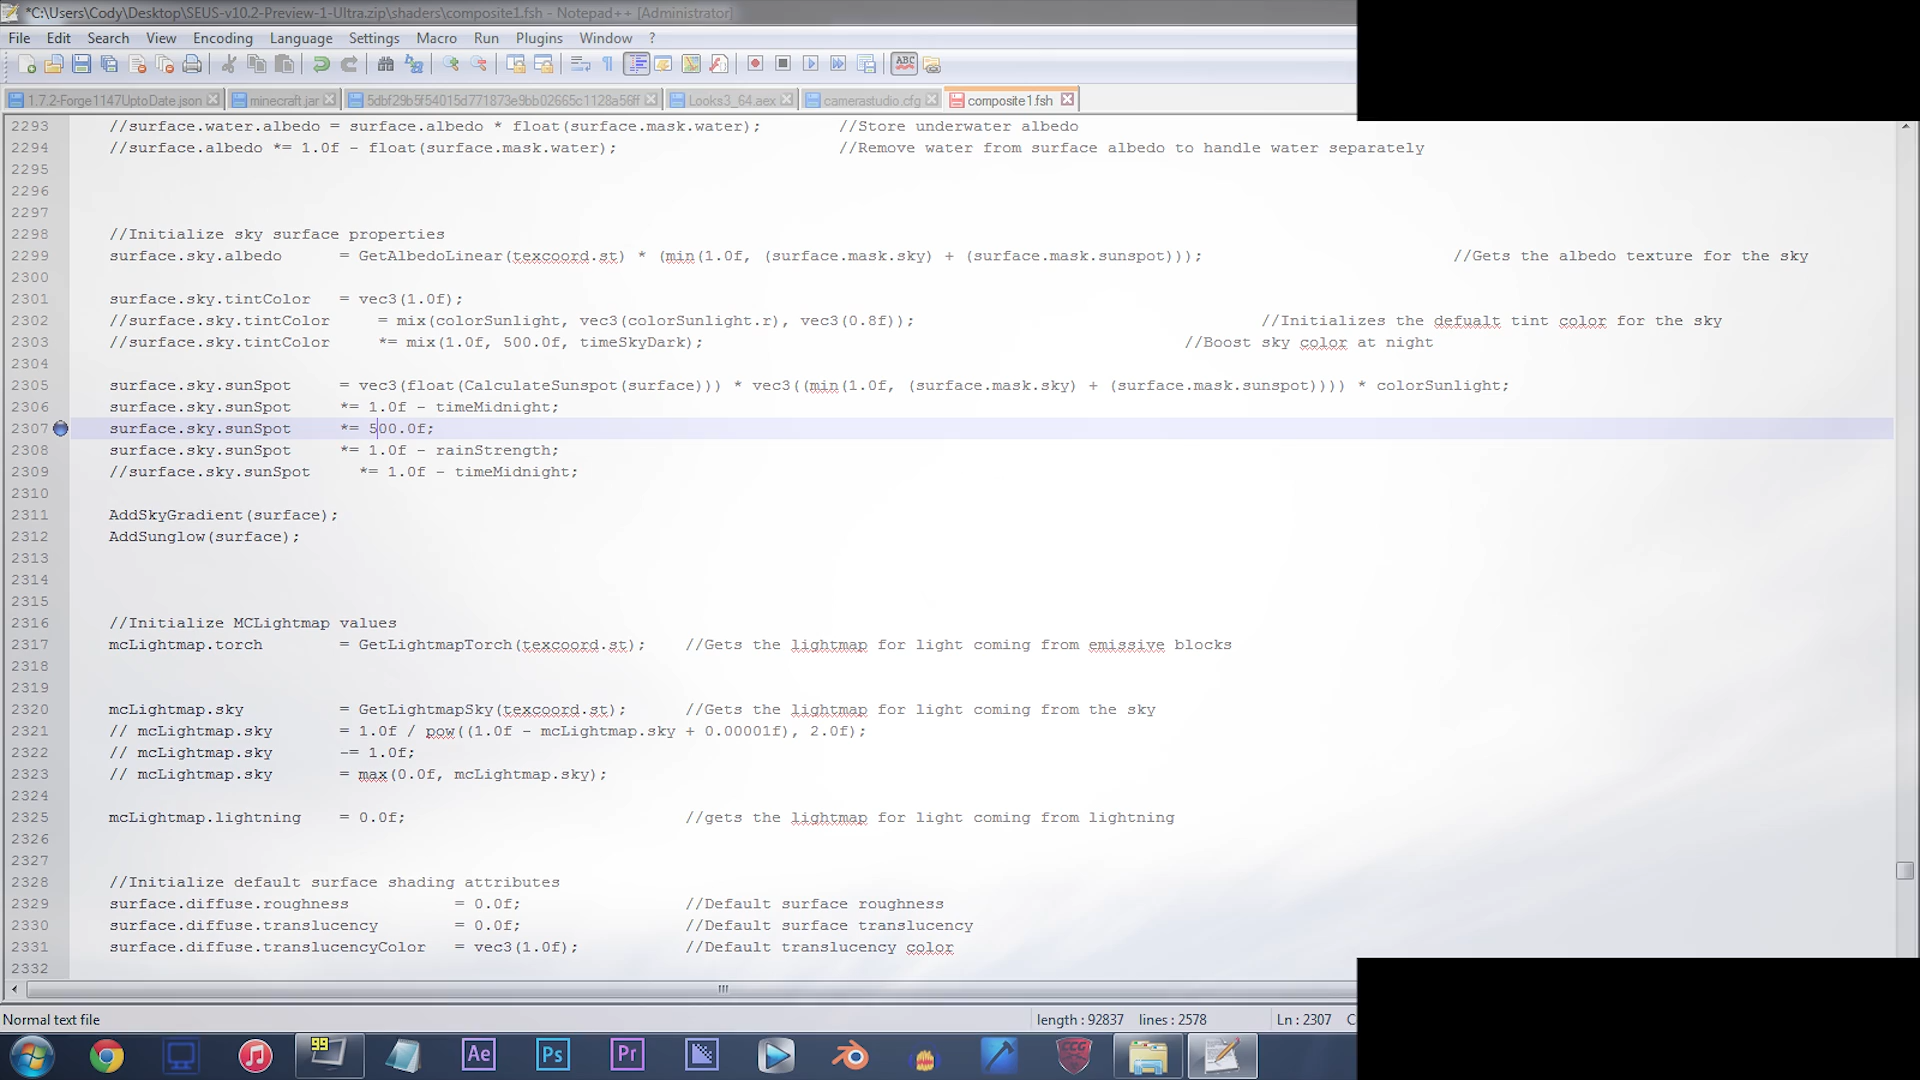 *C:\Users\Cody\Desktop\SEUS-v10.2-Preview-1-Ultra.zip\shaders\composite1.fsh - Notepad++ [Administrator]
File Edit Search View Encoding Language Settings Macro Run Plugins Window ?
ABC
1.7.2-Forge1147UptoDate.json minecraft.jar 5dbf29b5f54015d771873e9bb02665c1128a56ff Looks3_64.aex camerastudio.cfg composite1.fsh
2293 //surface.water.albedo = surface.albedo * float(surface.mask.water); //Store underwater albedo
2294 //surface.albedo *= 1.0f - float(surface.mask.water); //Remove water from surface albedo to handle water separately
2295
2296
2297
2298 //Initialize sky surface properties
2299 surface.sky.albedo = GetAlbedoLinear(texcoord.st) * (min(1.0f, (surface.mask.sky) + (surface.mask.sunspot))); //Gets the albedo texture for the sky
2300
2301 surface.sky.tintColor = vec3(1.0f);
2302 //surface.sky.tintColor = mix(colorSunlight, vec3(colorSunlight.r), vec3(0.8f)); //Initializes the defualt tint color for the sky
2303 //surface.sky.tintColor *= mix(1.0f, 500.0f, timeSkyDark); //Boost sky color at night
2304
2305 surface.sky.sunSpot = vec3(float(CalculateSunspot(surface))) * vec3((min(1.0f, (surface.mask.sky) + (surface.mask.sunspot)))) * colorSunlight;
2306 surface.sky.sunSpot *= 1.0f - timeMidnight;
2307 surface.sky.sunSpot *= 500.0f;
2308 surface.sky.sunSpot *= 1.0f - rainStrength;
2309 //surface.sky.sunSpot *= 1.0f - timeMidnight;
2310
2311 AddSkyGradient(surface);
2312 AddSunglow(surface);
2313
2314
2315
2316 //Initialize MCLightmap values
2317 mcLightmap.torch = GetLightmapTorch(texcoord.st); //Gets the lightmap for light coming from emissive blocks
2318
2319
2320 mcLightmap.sky = GetLightmapSky(texcoord.st); //Gets the lightmap for light coming from the sky
2321 // mcLightmap.sky = 1.0f / pow((1.0f - mcLightmap.sky + 0.00001f), 2.0f);
2322 // mcLightmap.sky -= 1.0f;
2323 // mcLightmap.sky = max(0.0f, mcLightmap.sky);
2324
2325 mcLightmap.lightning = 0.0f; //gets the lightmap for light coming from lightning
2326
2327
2328 //Initialize default surface shading attributes
2329 surface.diffuse.roughness = 0.0f; //Default surface roughness
2330 surface.diffuse.translucency = 0.0f; //Default surface translucency
2331 surface.diffuse.translucencyColor = vec3(1.0f); //Default translucency color
2332
Normal text file length : 92837 lines : 2578 Ln : 2307 C
99 Ae Ps Pr CCG